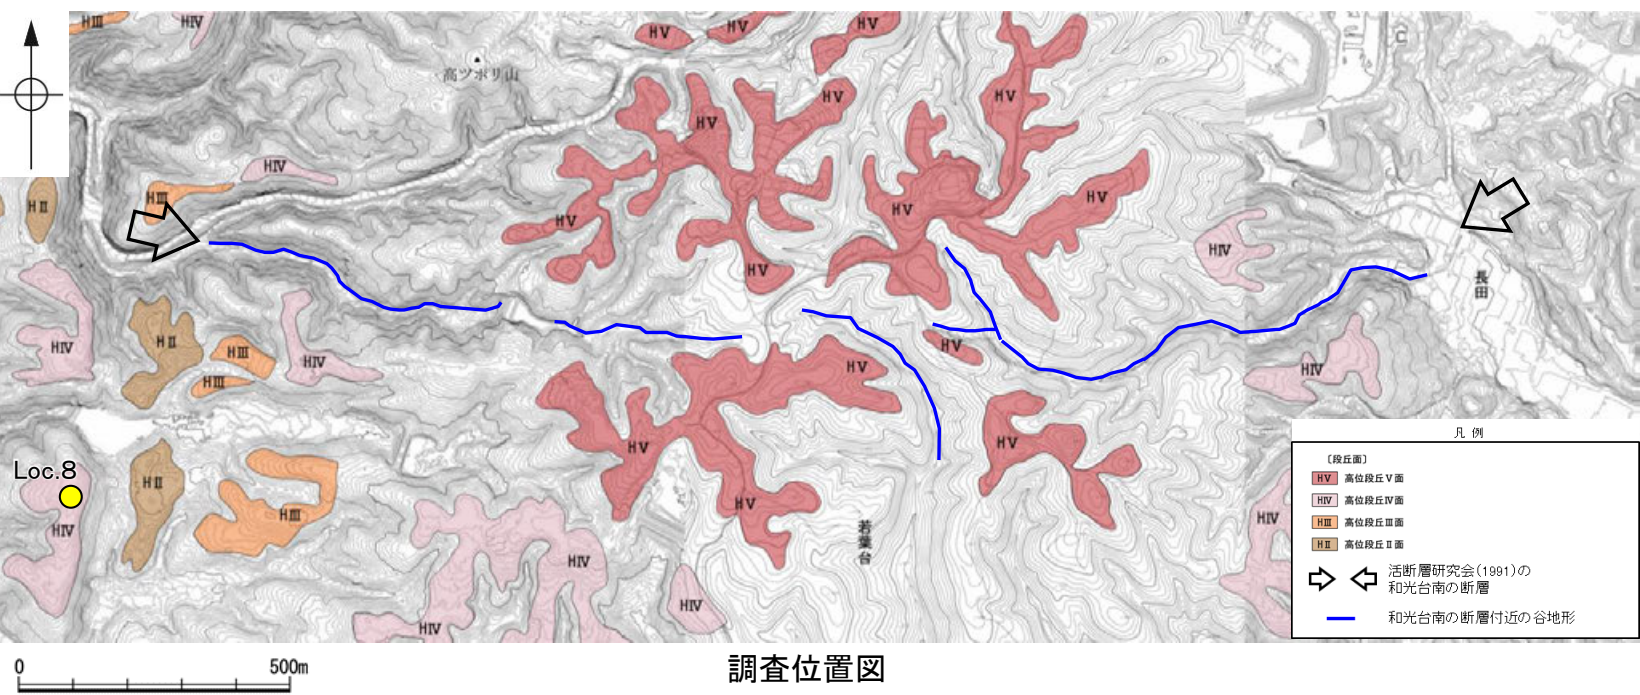 HⅢ
HⅣ
HⅤ
HⅤ
HⅤ
高ツボリ山
HⅤ
HⅤ
HⅤ
HⅣ
HⅢ
HⅡ
HⅤ
HⅤ
HⅤ
HⅣ
HⅤ
長田
HⅣ
HⅡ
HⅢ
HⅣ
HⅢ
HⅤ
HⅤ
HⅣ
HⅤ
HⅤ
Loc.8
HⅡ
HⅣ
HⅢ
HⅤ
HⅣ
若葉台
HⅣ
HⅣ
HⅣ
凡 例
〔段丘面〕
HⅤ 高位段丘Ⅴ面
HⅣ 高位段丘Ⅳ面
HⅢ 高位段丘Ⅲ面
HⅡ 高位段丘Ⅱ面
活断層研究会(1991)の
和光台南の断層
和光台南の断層付近の谷地形
0 500m
調査位置図